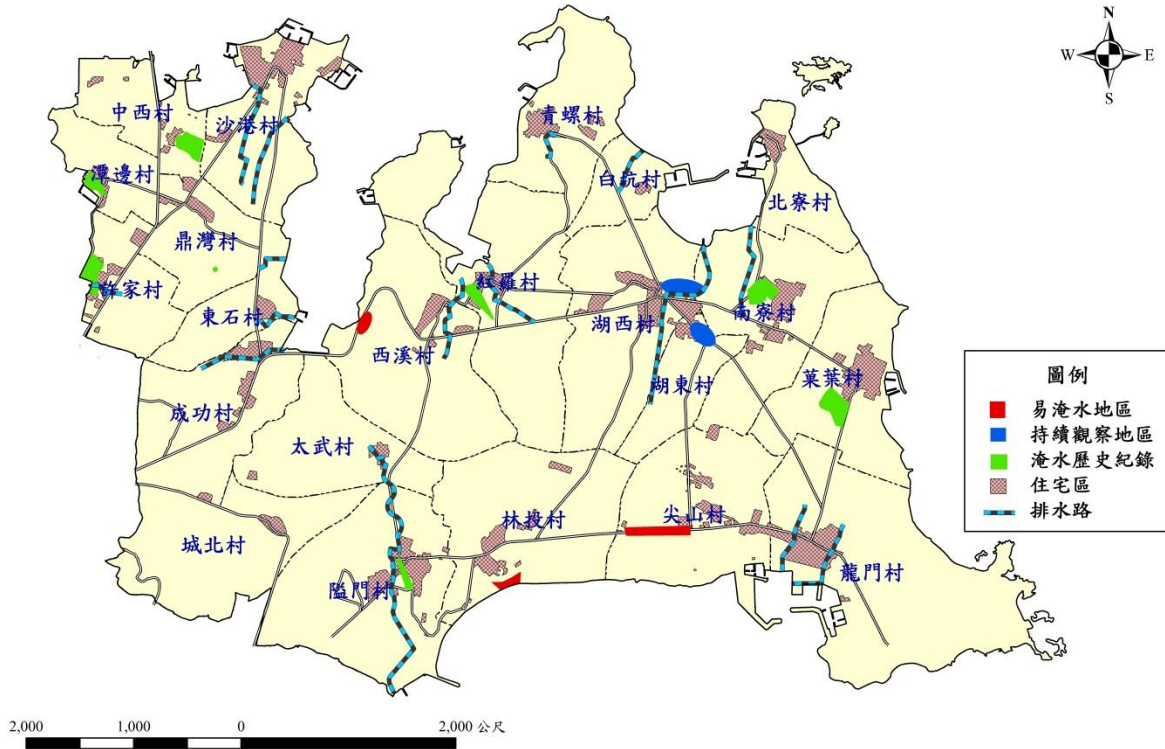 N
W E
S
中西村
沙港村
青螺村
潭邊村
白坑村
北寮村
鼎灣村
許家村
紅羅村
東石村
湖西村
南寮村
西溪村
湖東村
菓葉村
成功村
太武村
林投村
尖山村
城北村
隘門村
龍門村
圖例
易淹水地區
持續觀察地區
淹水歷史紀錄
住宅區
排水路
2,000 1,000 0 2,000 公尺